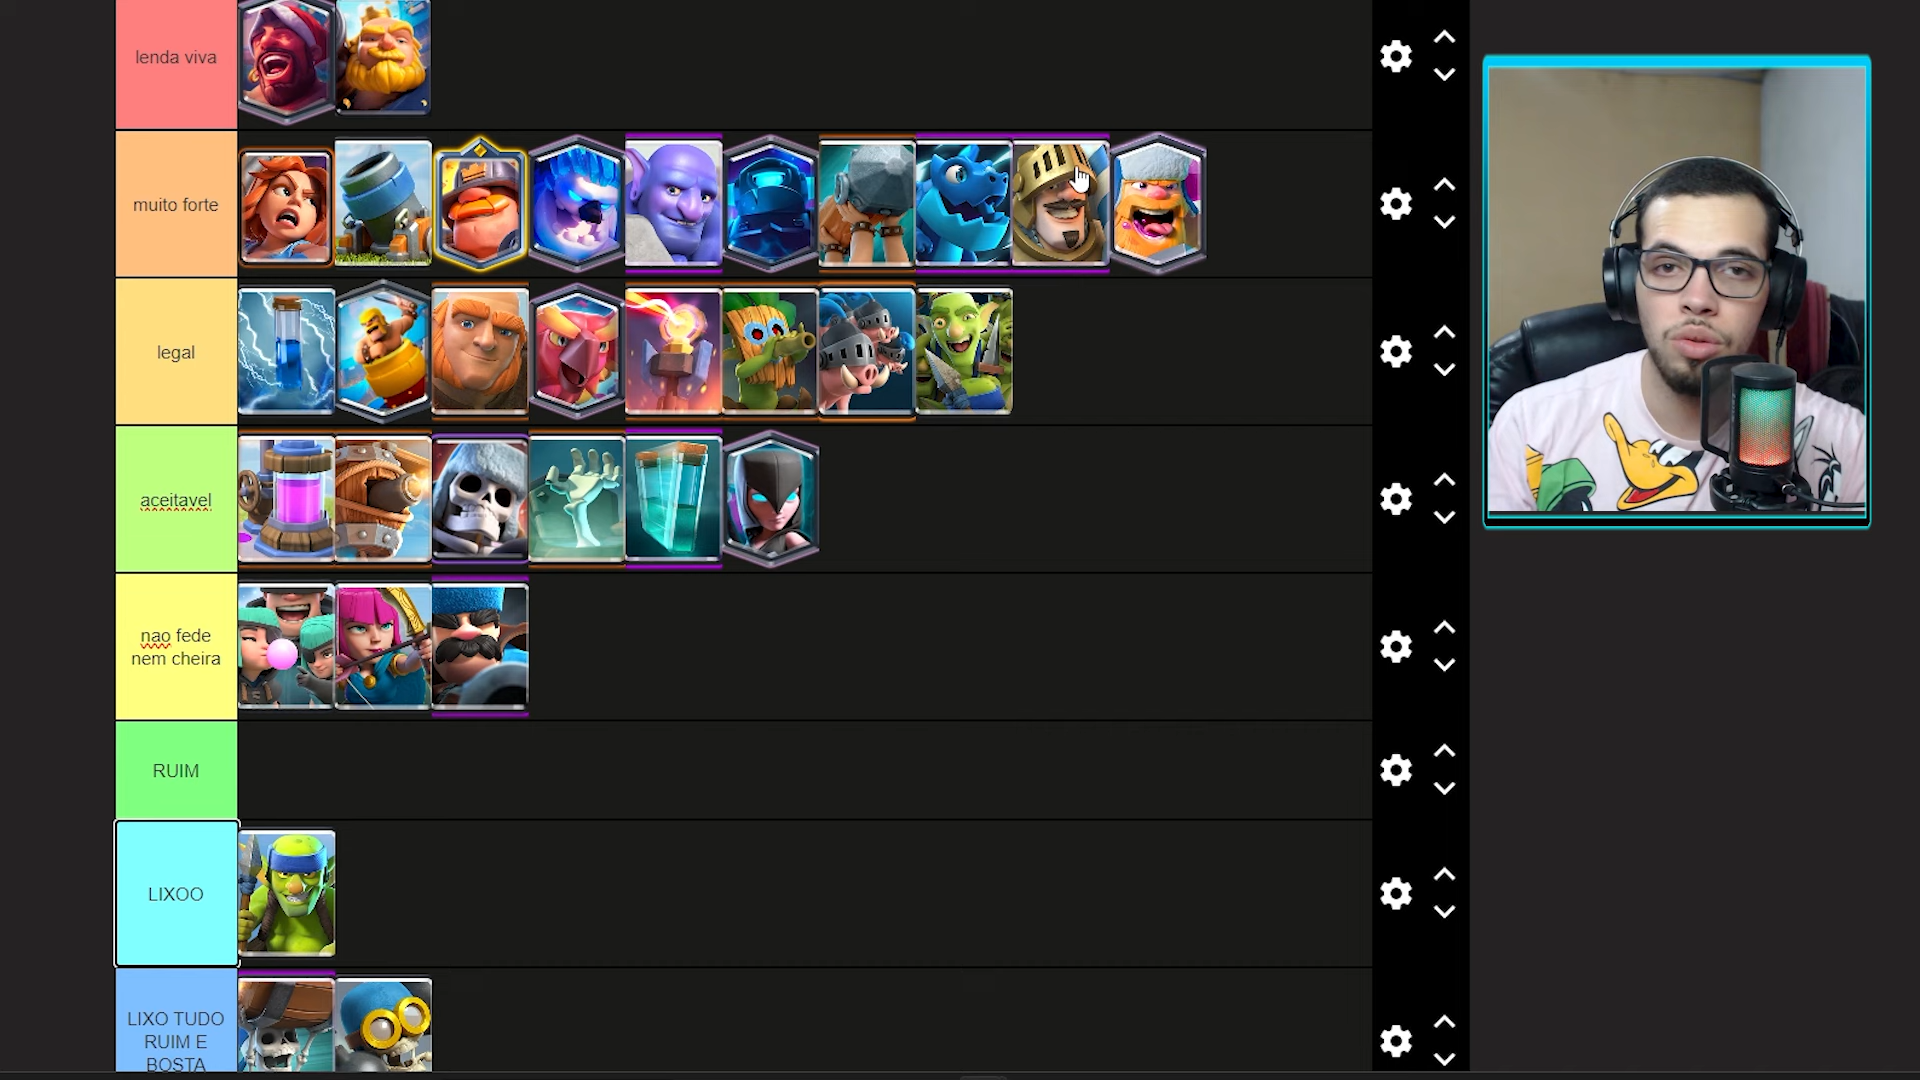 lenda viva
muito forte
legal
aceitavel
nao fede
nem cheira
RUIM
LIXOO
LIXO TUDO
RUIM E
BOSTA